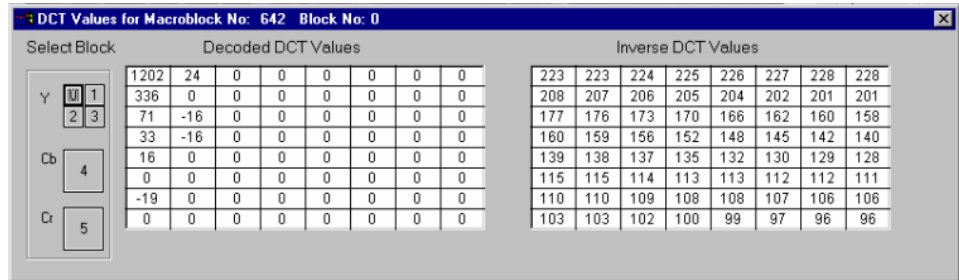 DCT Values for Macroblock No: 642 Block No: 0
Select Block Decoded DCT Values Inverse DCT Values
1202 24 0 0 0 0 0 0 223 223 224 225 226 227 228 228
Y 0 1 336 0 0 0 0 0 0 0 208 207 206 205 204 202 201 201
2 3 71 -16 0 0 0 0 0 0 177 176 173 170 166 162 160 158
33 -16 0 0 0 0 0 0 160 159 156 152 148 145 142 140
Cb 4 16 0 0 0 0 0 0 0 139 138 137 135 132 130 129 128
0 0 0 0 0 0 0 0 115 115 114 113 113 112 112 111
-19 0 0 0 0 0 0 0 110 110 109 108 108 107 106 106
Cr 5 0 0 0 0 0 0 0 0 103 103 102 100 99 97 96 96